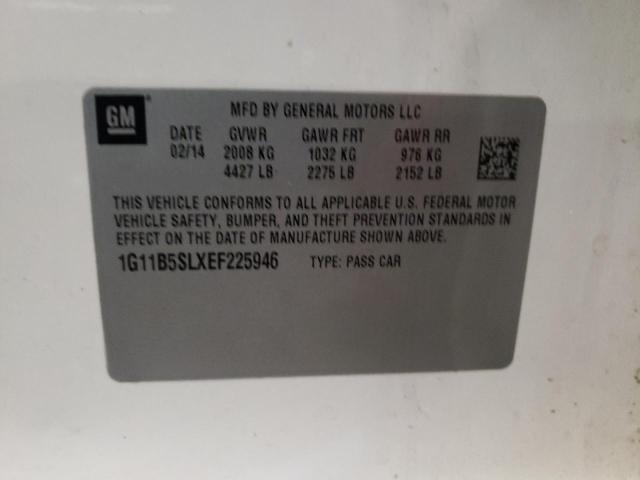 GM
MFD BY GENERAL MOTORS LLC
DATE GVWR GAWR FRT GAWR RR
02/14 2008 KG 1032 KG 976 KG
4427 LB 2275 LB 2152 LB
THIS VEHICLE CONFORMS TO ALL APPLICABLE U.S. FEDERAL MOTOR
VEHICLE SAFETY, BUMPER, AND THEFT PREVENTION STANDARDS IN
EFFECT ON THE DATE OF MANUFACTURE SHOWN ABOVE.
1G11B5SLXEF225946 TYPE: PASS CAR